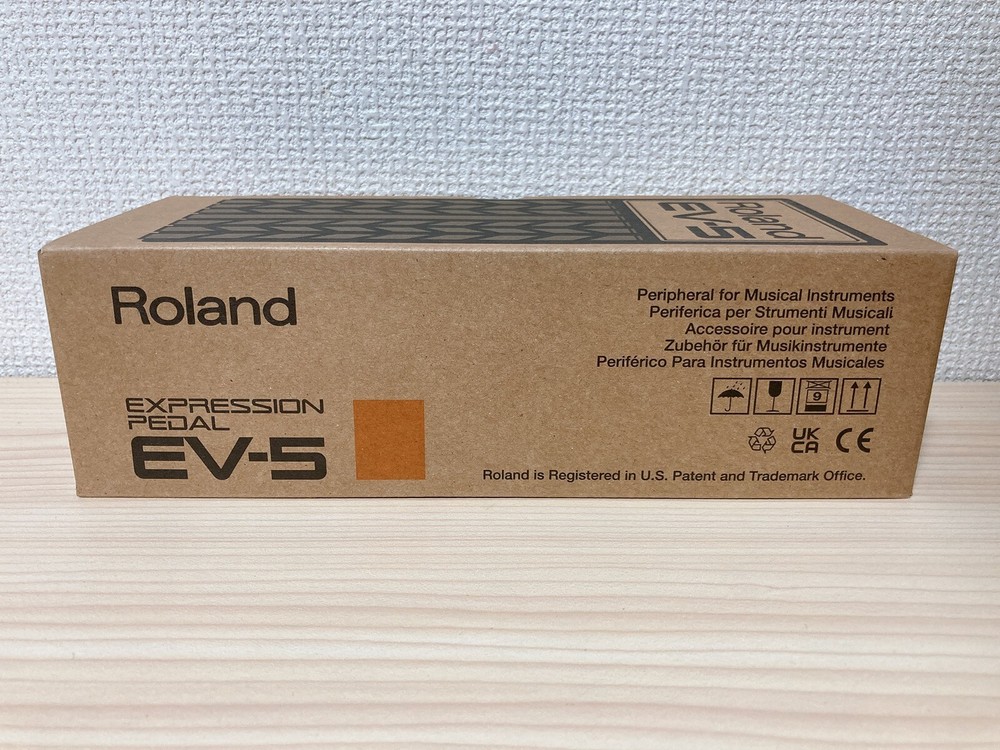 Roland
EV-5
Roland
EXPRESSION
PEDAL
EV-5
Peripheral for Musical Instruments
Periferica per Strumenti Musicali
Accessoire pour instrument
Zubehör für Musikinstrumente
Periférico Para Instrumentos Musicales
9
UK
CA
CE
Roland is Registered in U.S. Patent and Trademark Office.